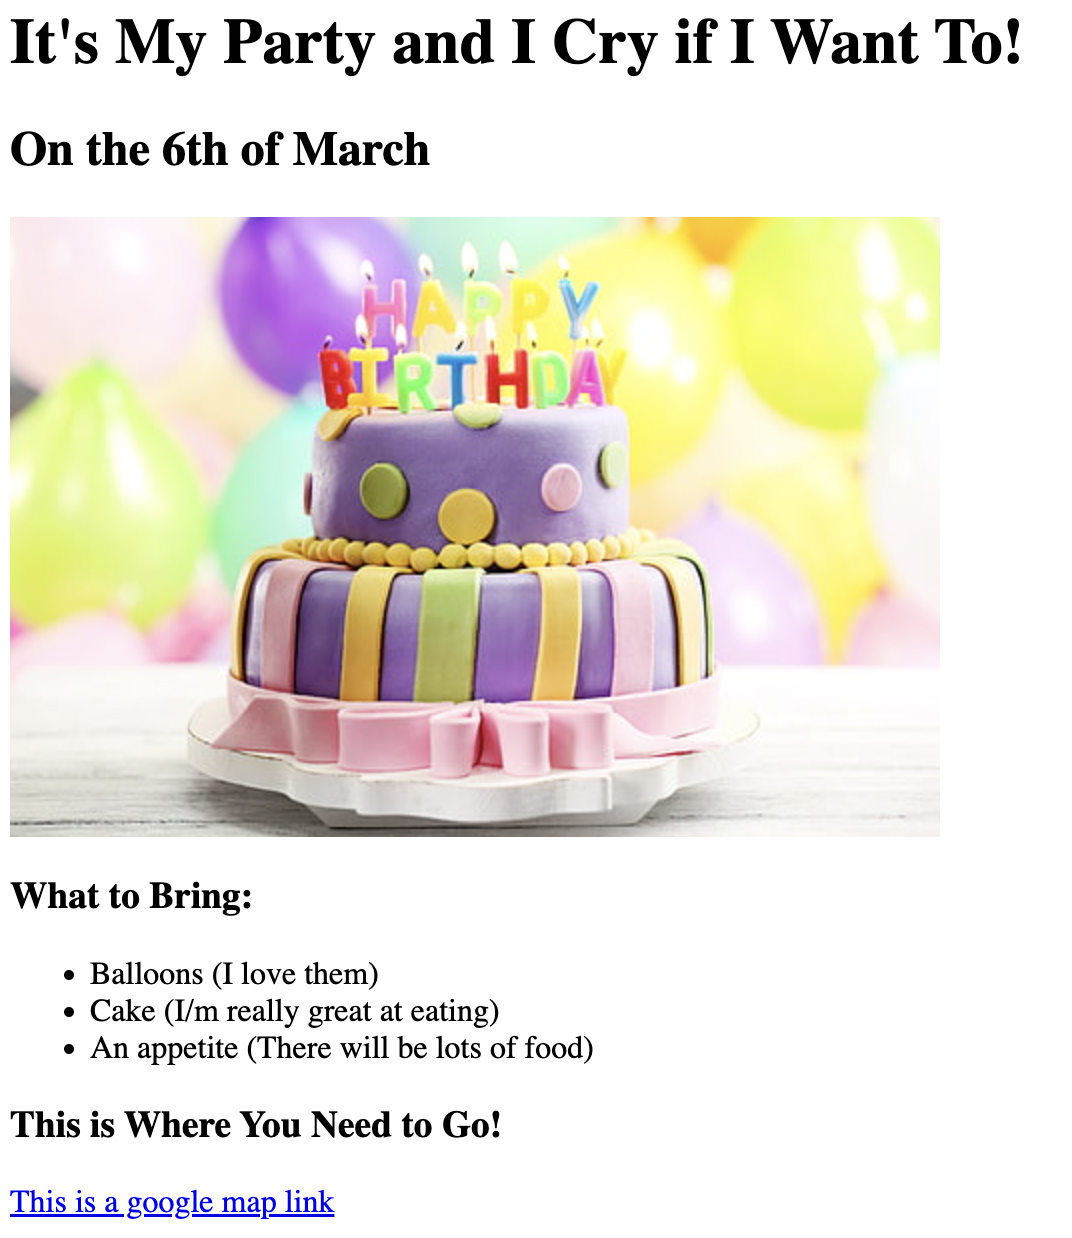 It's My Party and I Cry if I Want To!
On the 6th of March
HAPPY
BIRTHDAY
What to Bring:
Balloons (I love them)
Cake (I/m really great at eating)
An appetite (There will be lots of food)
This is Where You Need to Go!
This is a google map link